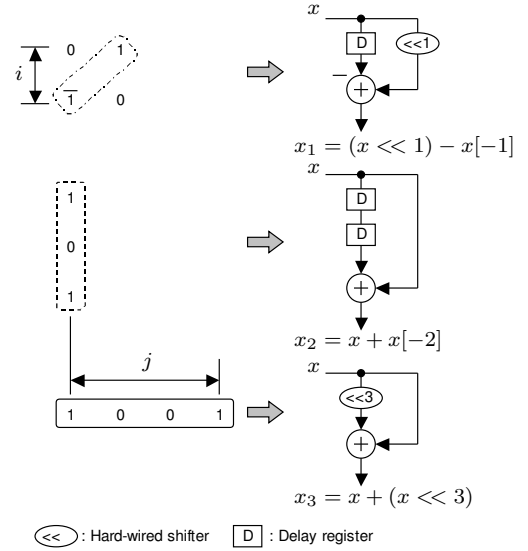 x
0 1
D <<1
i
1̅ 0
− +
x₁ = (x << 1) − x[−1]
x
1
D
0
D
+
1
x₂ = x + x[−2]
j
x
<<3
1 0 0 1
+
x₃ = x + (x << 3)
<< : Hard-wired shifter D : Delay register